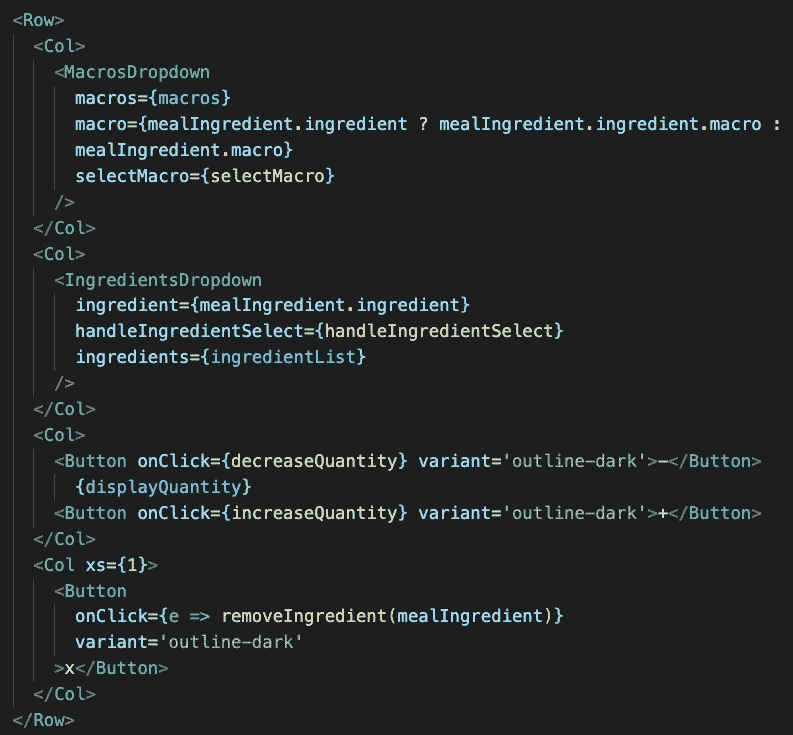 <Row>
  <Col>
    <MacrosDropdown
      macros={macros}
      macro={mealIngredient.ingredient ? mealIngredient.ingredient.macro :
      mealIngredient.macro}
      selectMacro={selectMacro}
    />
  </Col>
  <Col>
    <IngredientsDropdown
      ingredient={mealIngredient.ingredient}
      handleIngredientSelect={handleIngredientSelect}
      ingredients={ingredientList}
    />
  </Col>
  <Col>
    <Button onClick={decreaseQuantity} variant='outline-dark'>-</Button>
      {displayQuantity}
    <Button onClick={increaseQuantity} variant='outline-dark'>+</Button>
  </Col>
  <Col xs={1}>
    <Button
      onClick={e => removeIngredient(mealIngredient)}
      variant='outline-dark'
    >x</Button>
  </Col>
</Row>